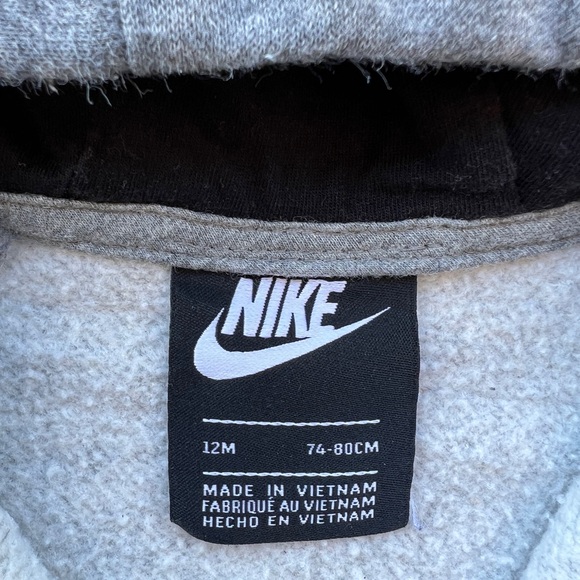 NIKE
12M 74-80CM
MADE IN VIETNAM
FABRIQUÉ AU VIETNAM
HECHO EN VIETNAM